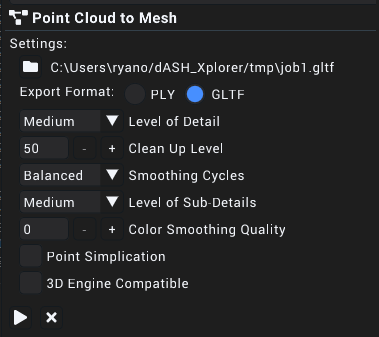 Point Cloud to Mesh
Settings:
C:\Users\ryano/dASH_Xplorer/tmp\job1.gltf
Export Format: PLY GLTF
Medium Level of Detail
50 - + Clean Up Level
Balanced Smoothing Cycles
Medium Level of Sub-Details
0 - + Color Smoothing Quality
Point Simplication
3D Engine Compatible